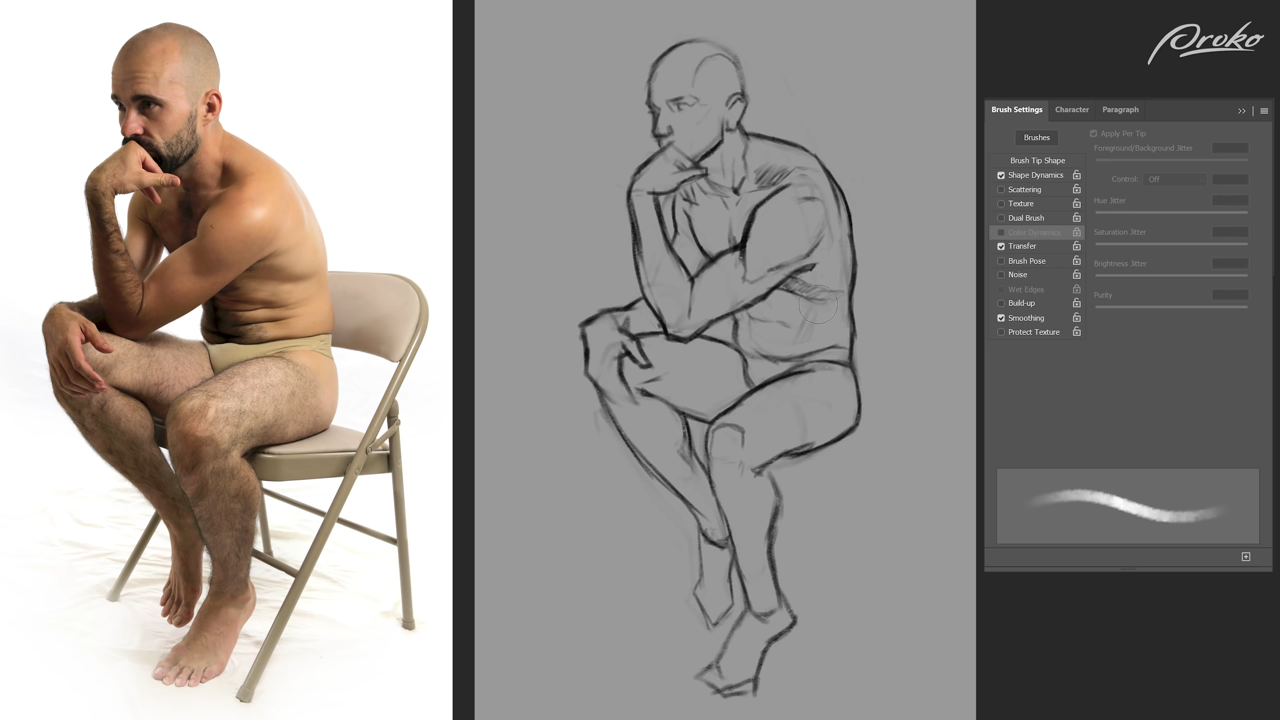 Proko
Brush Settings Character Paragraph
Brushes
Apply Per Tip
Foreground/Background Jitter
Brush Tip Shape
Control: Off
Shape Dynamics
Scattering
Texture
Hue Jitter
Dual Brush
Color Dynamics
Saturation Jitter
Transfer
Brush Pose
Brightness Jitter
Noise
Wet Edges
Purity
Build-up
Smoothing
Protect Texture